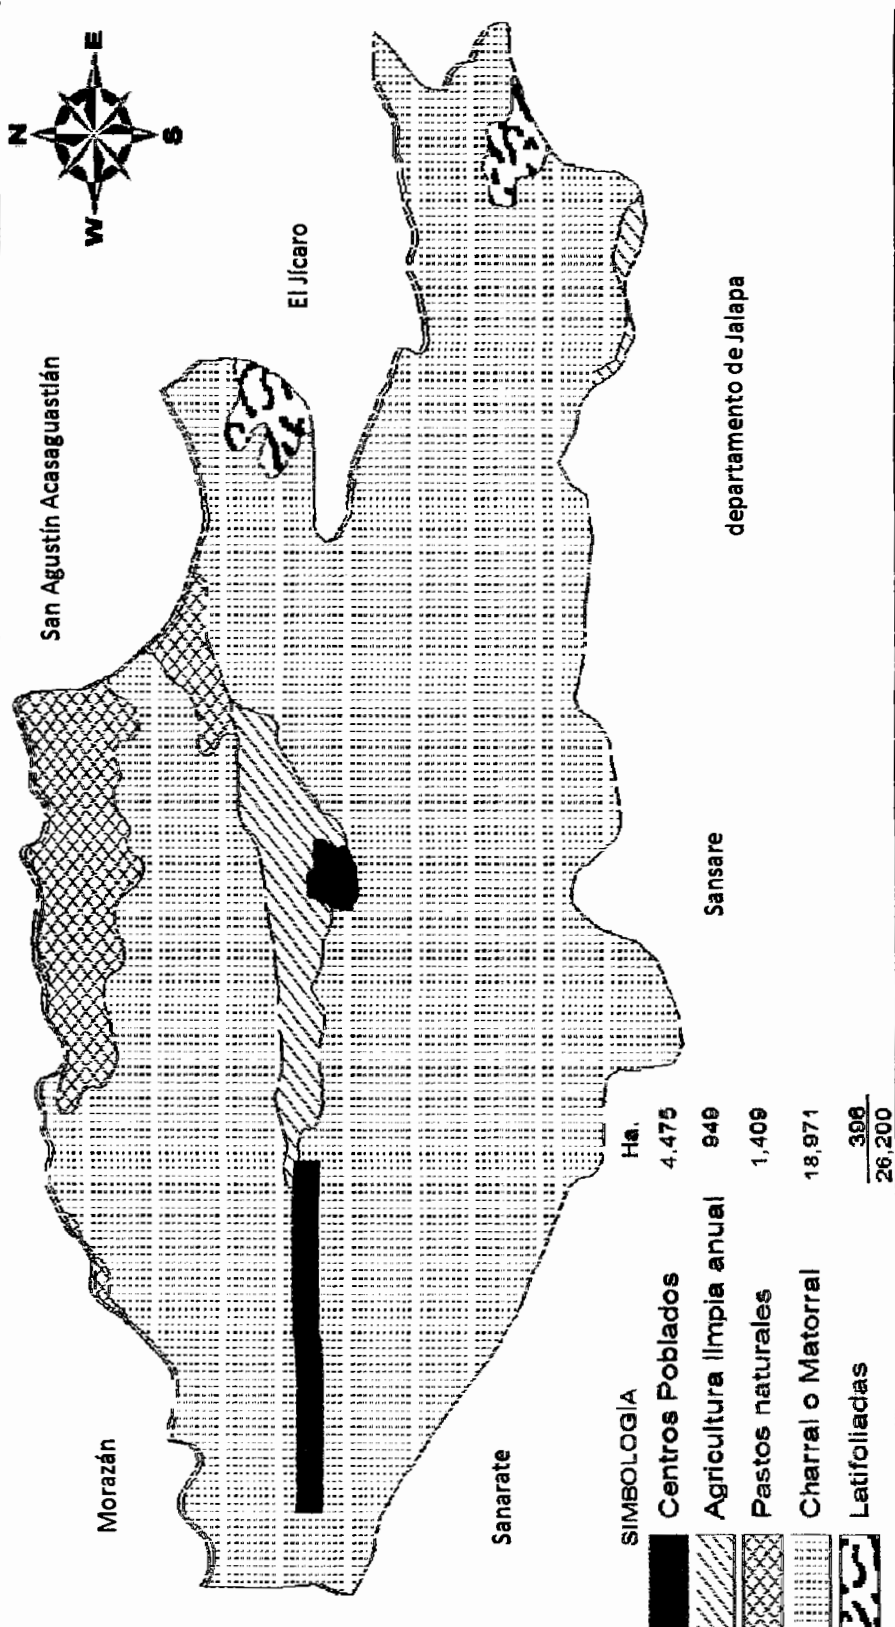 N
W
E
S
San Agustín Acasaguastlán
Morazán
El Jícaro
Sanarate
Sansare
departamento de Jalapa
SIMBOLOGÍA Ha.
Centros Poblados 4,475
Agricultura limpia anual 949
Pastos naturales 1,409
Charral o Matorral 18,971
Latifoliadas 396
26,200